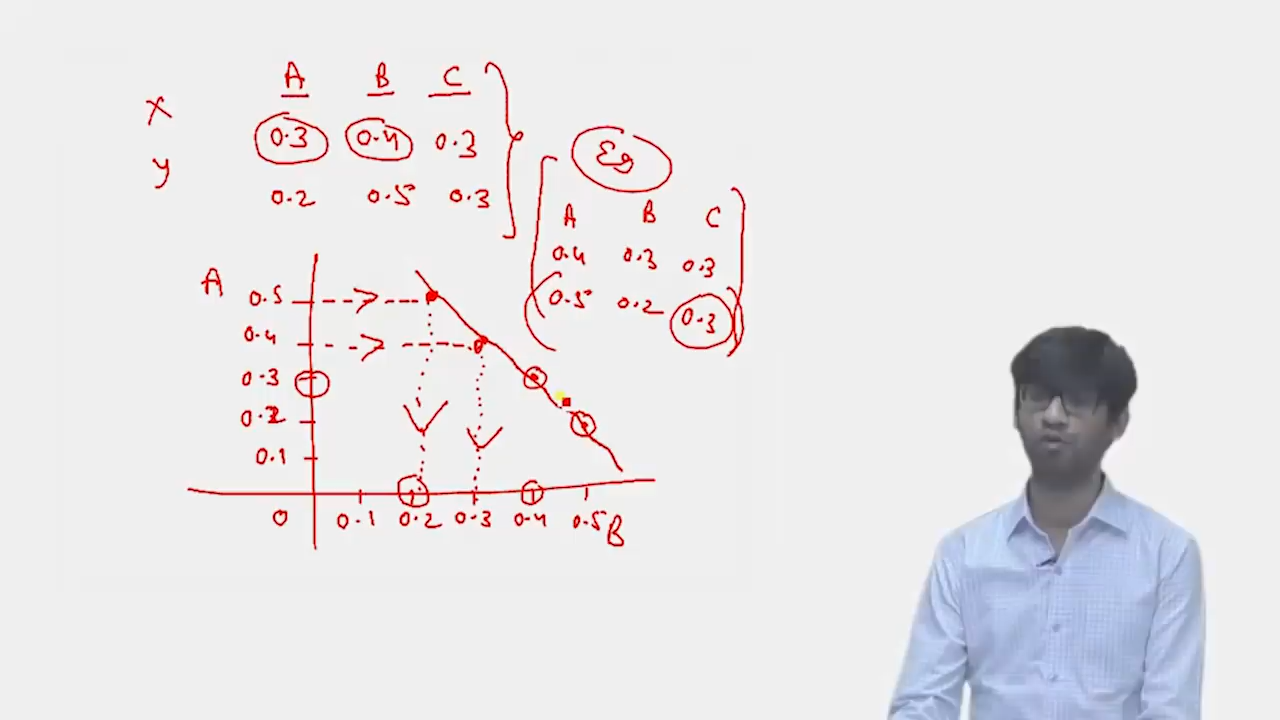 A B C
X 0.3 0.4 0.3
y 0.2 0.5 0.3
Eg
A B C
0.4 0.3 0.3
0.5 0.2 0.3
A
0.5
0.4
0.3
0.2
0.1
0 0.1 0.2 0.3 0.4 0.5 B